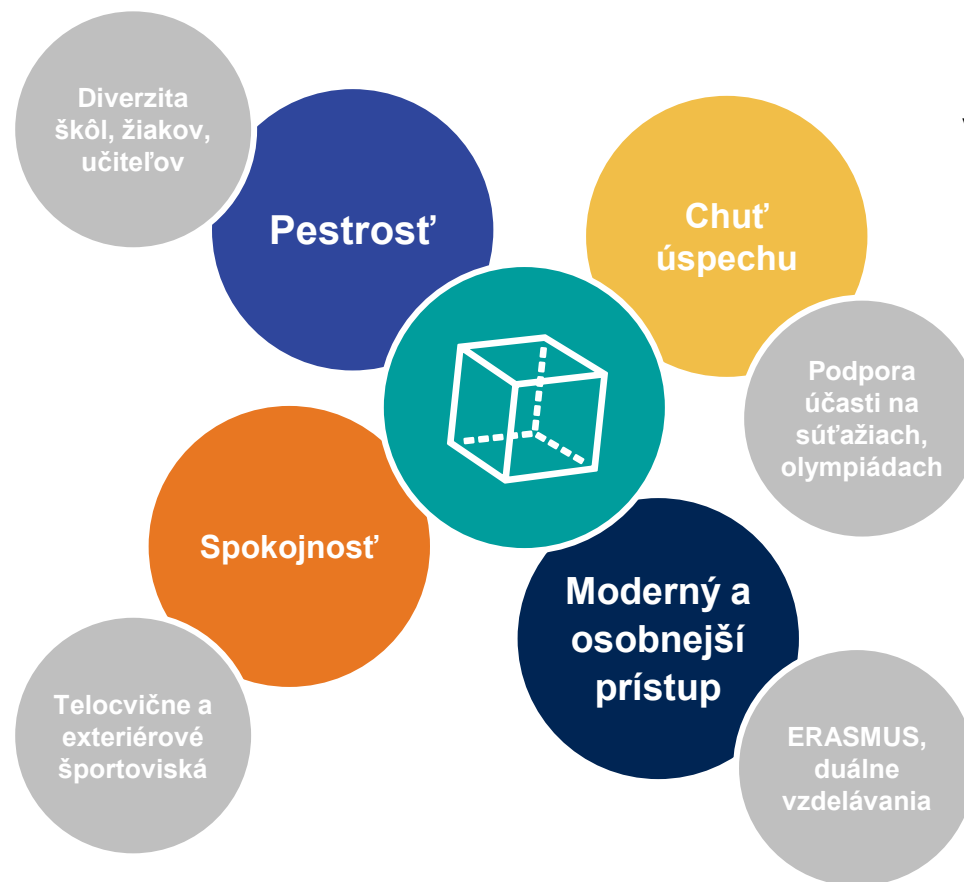 Diverzita
škôl, žiakov,
učiteľov
Pestrosť
Chuť
úspechu
Podpora
účasti na
súťažiach,
olympiádach
Spokojnosť
Moderný a
osobnejší
prístup
Telocvične a
exteriérové
športoviská
ERASMUS,
duálne
vzdelávania